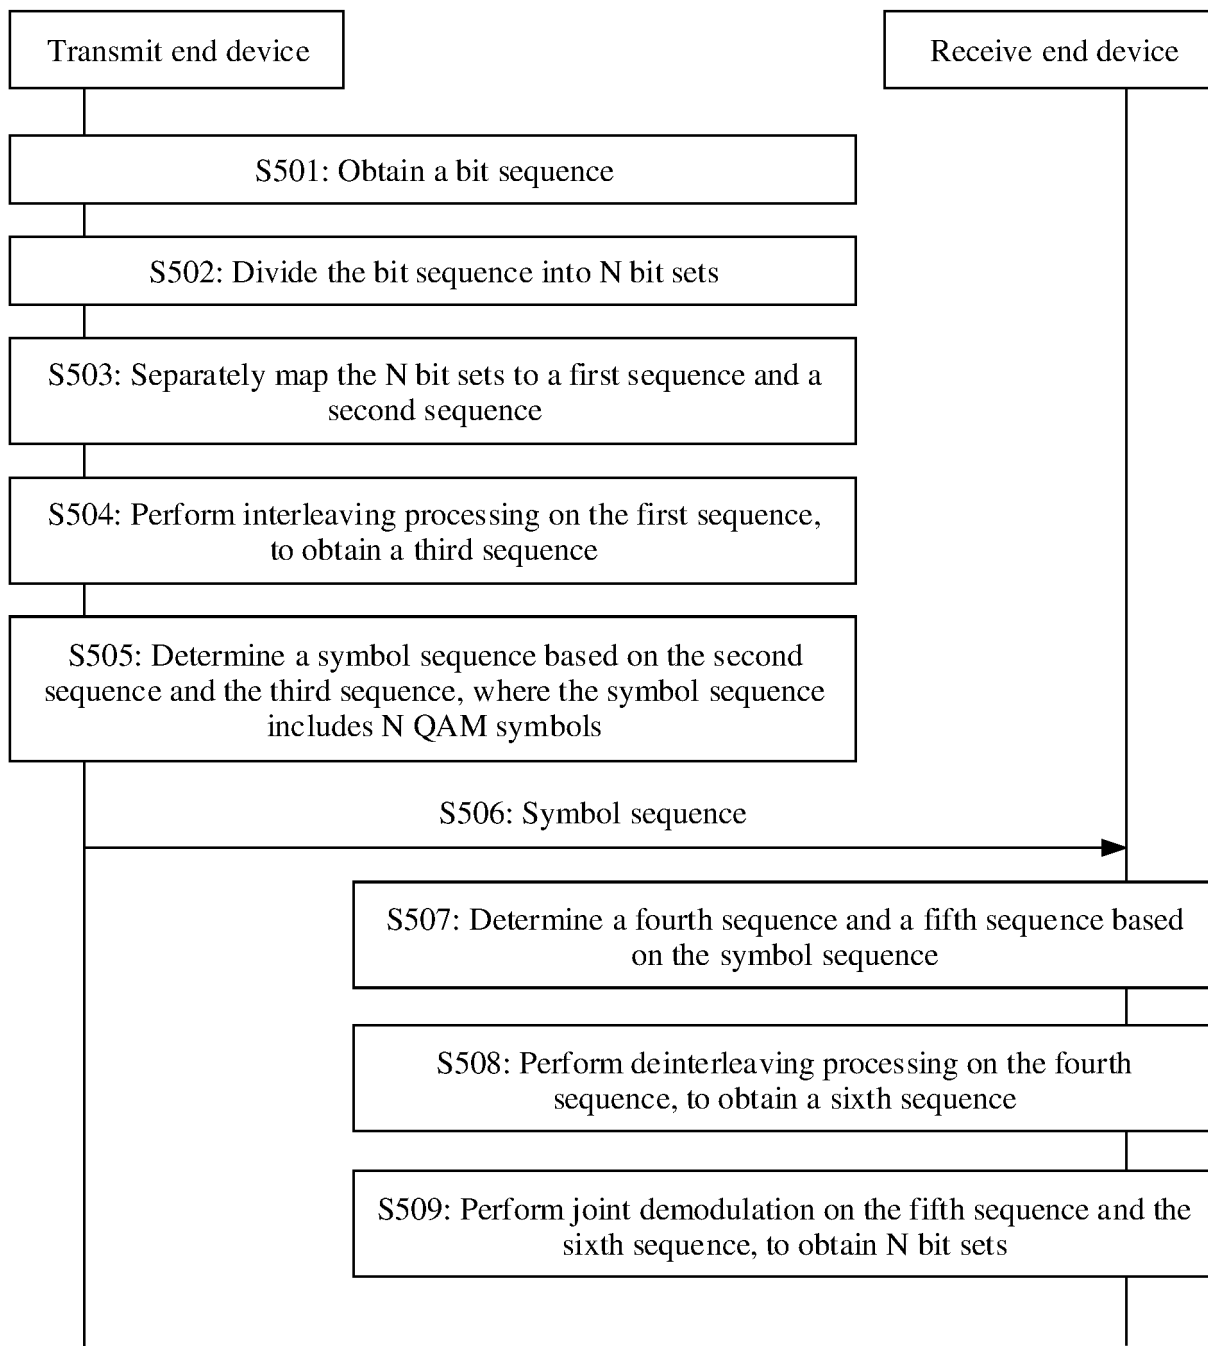 Transmit end device
Receive end device
S501: Obtain a bit sequence
S502: Divide the bit sequence into N bit sets
S503: Separately map the N bit sets to a first sequence and a
second sequence
S504: Perform interleaving processing on the first sequence,
to obtain a third sequence
S505: Determine a symbol sequence based on the second
sequence and the third sequence, where the symbol sequence
includes N QAM symbols
S506: Symbol sequence
S507: Determine a fourth sequence and a fifth sequence based
on the symbol sequence
S508: Perform deinterleaving processing on the fourth
sequence, to obtain a sixth sequence
S509: Perform joint demodulation on the fifth sequence and the
sixth sequence, to obtain N bit sets